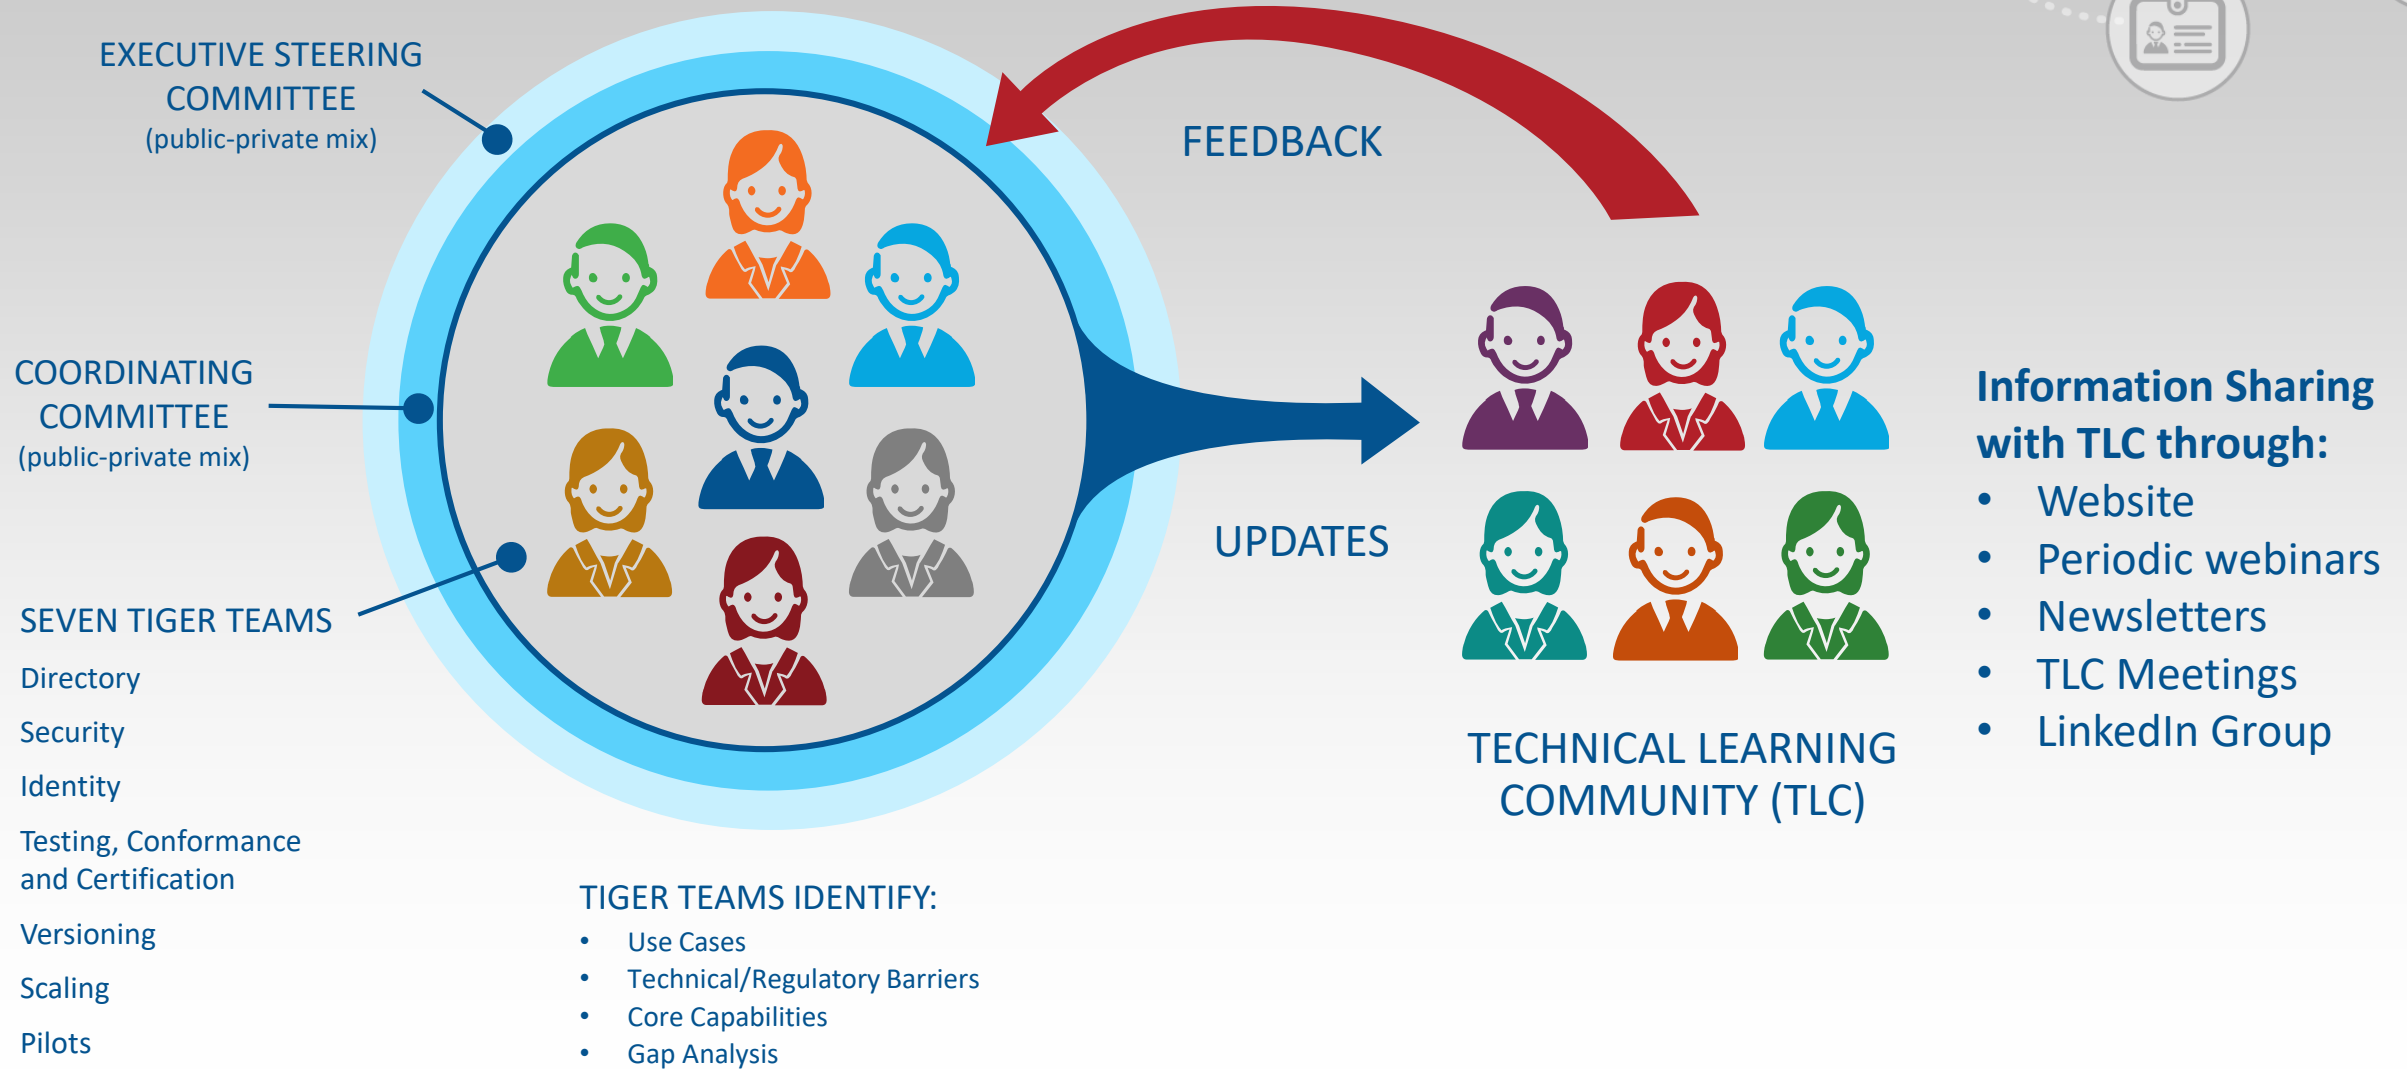 EXECUTIVE STEERING
COMMITTEE
(public-private mix)
COORDINATING
COMMITTEE
(public-private mix)
SEVEN TIGER TEAMS
Directory
Security
Identity
Testing, Conformance
and Certification
Versioning
Scaling
Pilots
TIGER TEAMS IDENTIFY:
• Use Cases
• Technical/Regulatory Barriers
• Core Capabilities
• Gap Analysis
FEEDBACK
UPDATES
TECHNICAL LEARNING
COMMUNITY (TLC)
Information Sharing
with TLC through:
• Website
• Periodic webinars
• Newsletters
• TLC Meetings
• LinkedIn Group